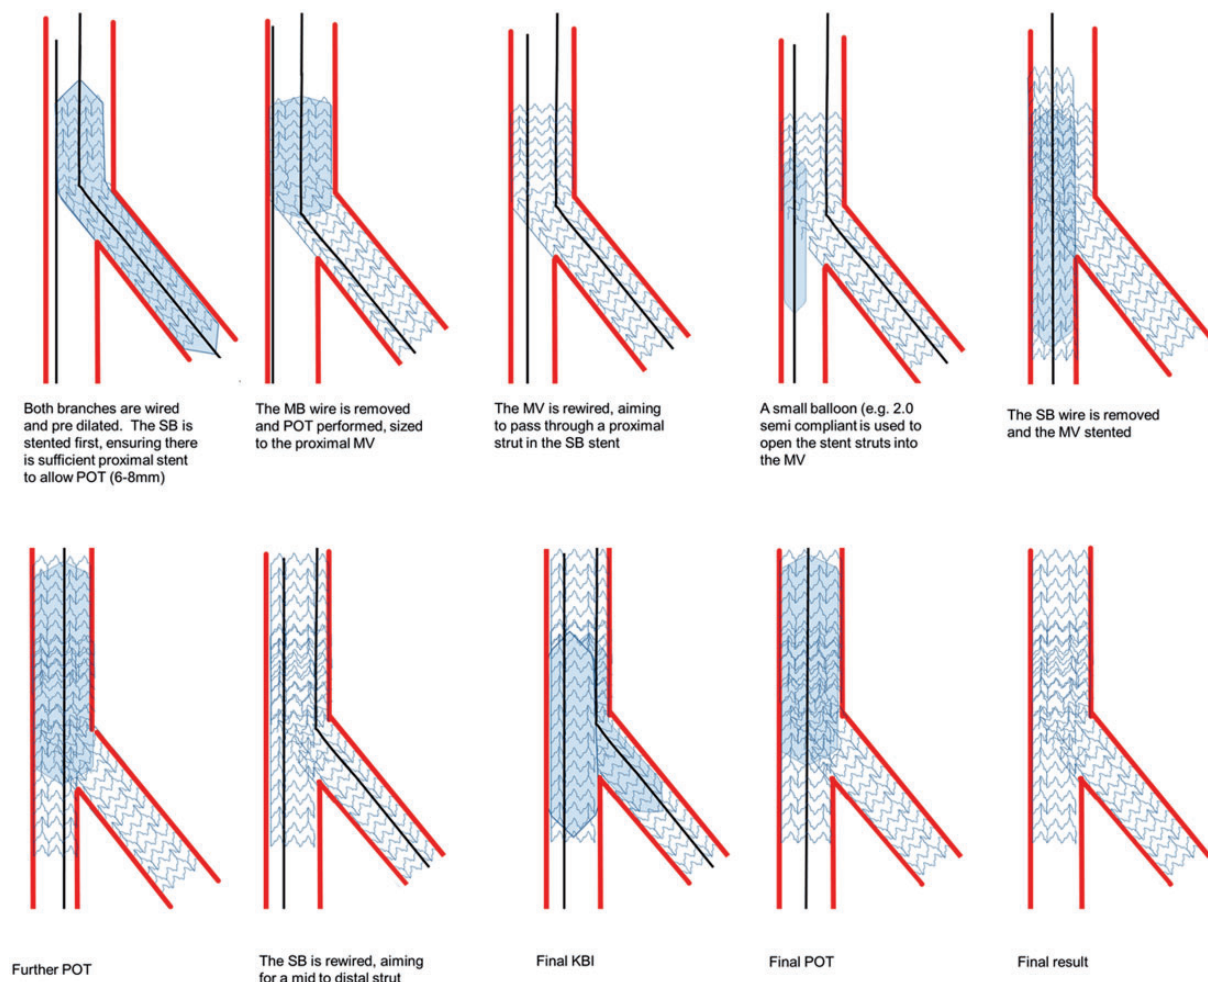 Both branches are wired
and pre dilated.  The SB is
stented first, ensuring there
is sufficient proximal stent
to allow POT (6-8mm)
The MB wire is removed
and POT performed, sized
to the proximal MV
The MV is rewired, aiming
to pass through a proximal
strut in the SB stent
A small balloon (e.g. 2.0
semi compliant is used to
open the stent struts into
the MV
The SB wire is removed
and the MV stented
Further POT
The SB is rewired, aiming
for a mid to distal strut
Final KBI
Final POT
Final result